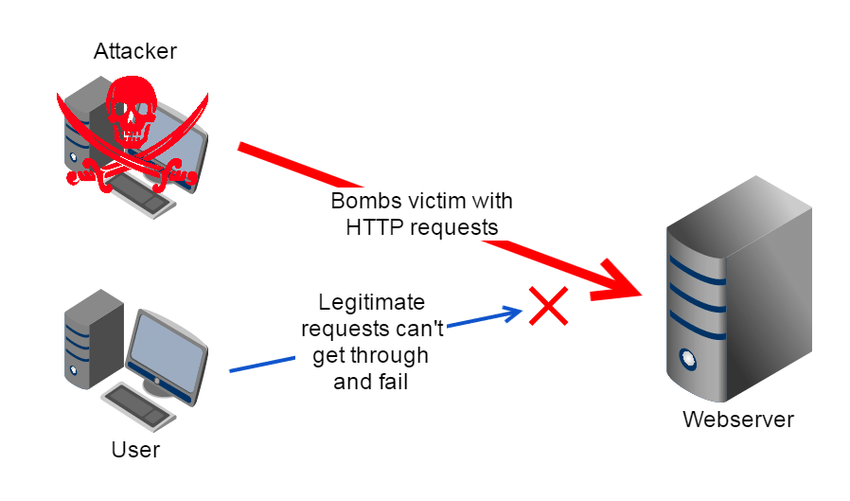 Attacker
Bombs victim with
HTTP requests
Legitimate
requests can't
get through
and fail
User
Webserver